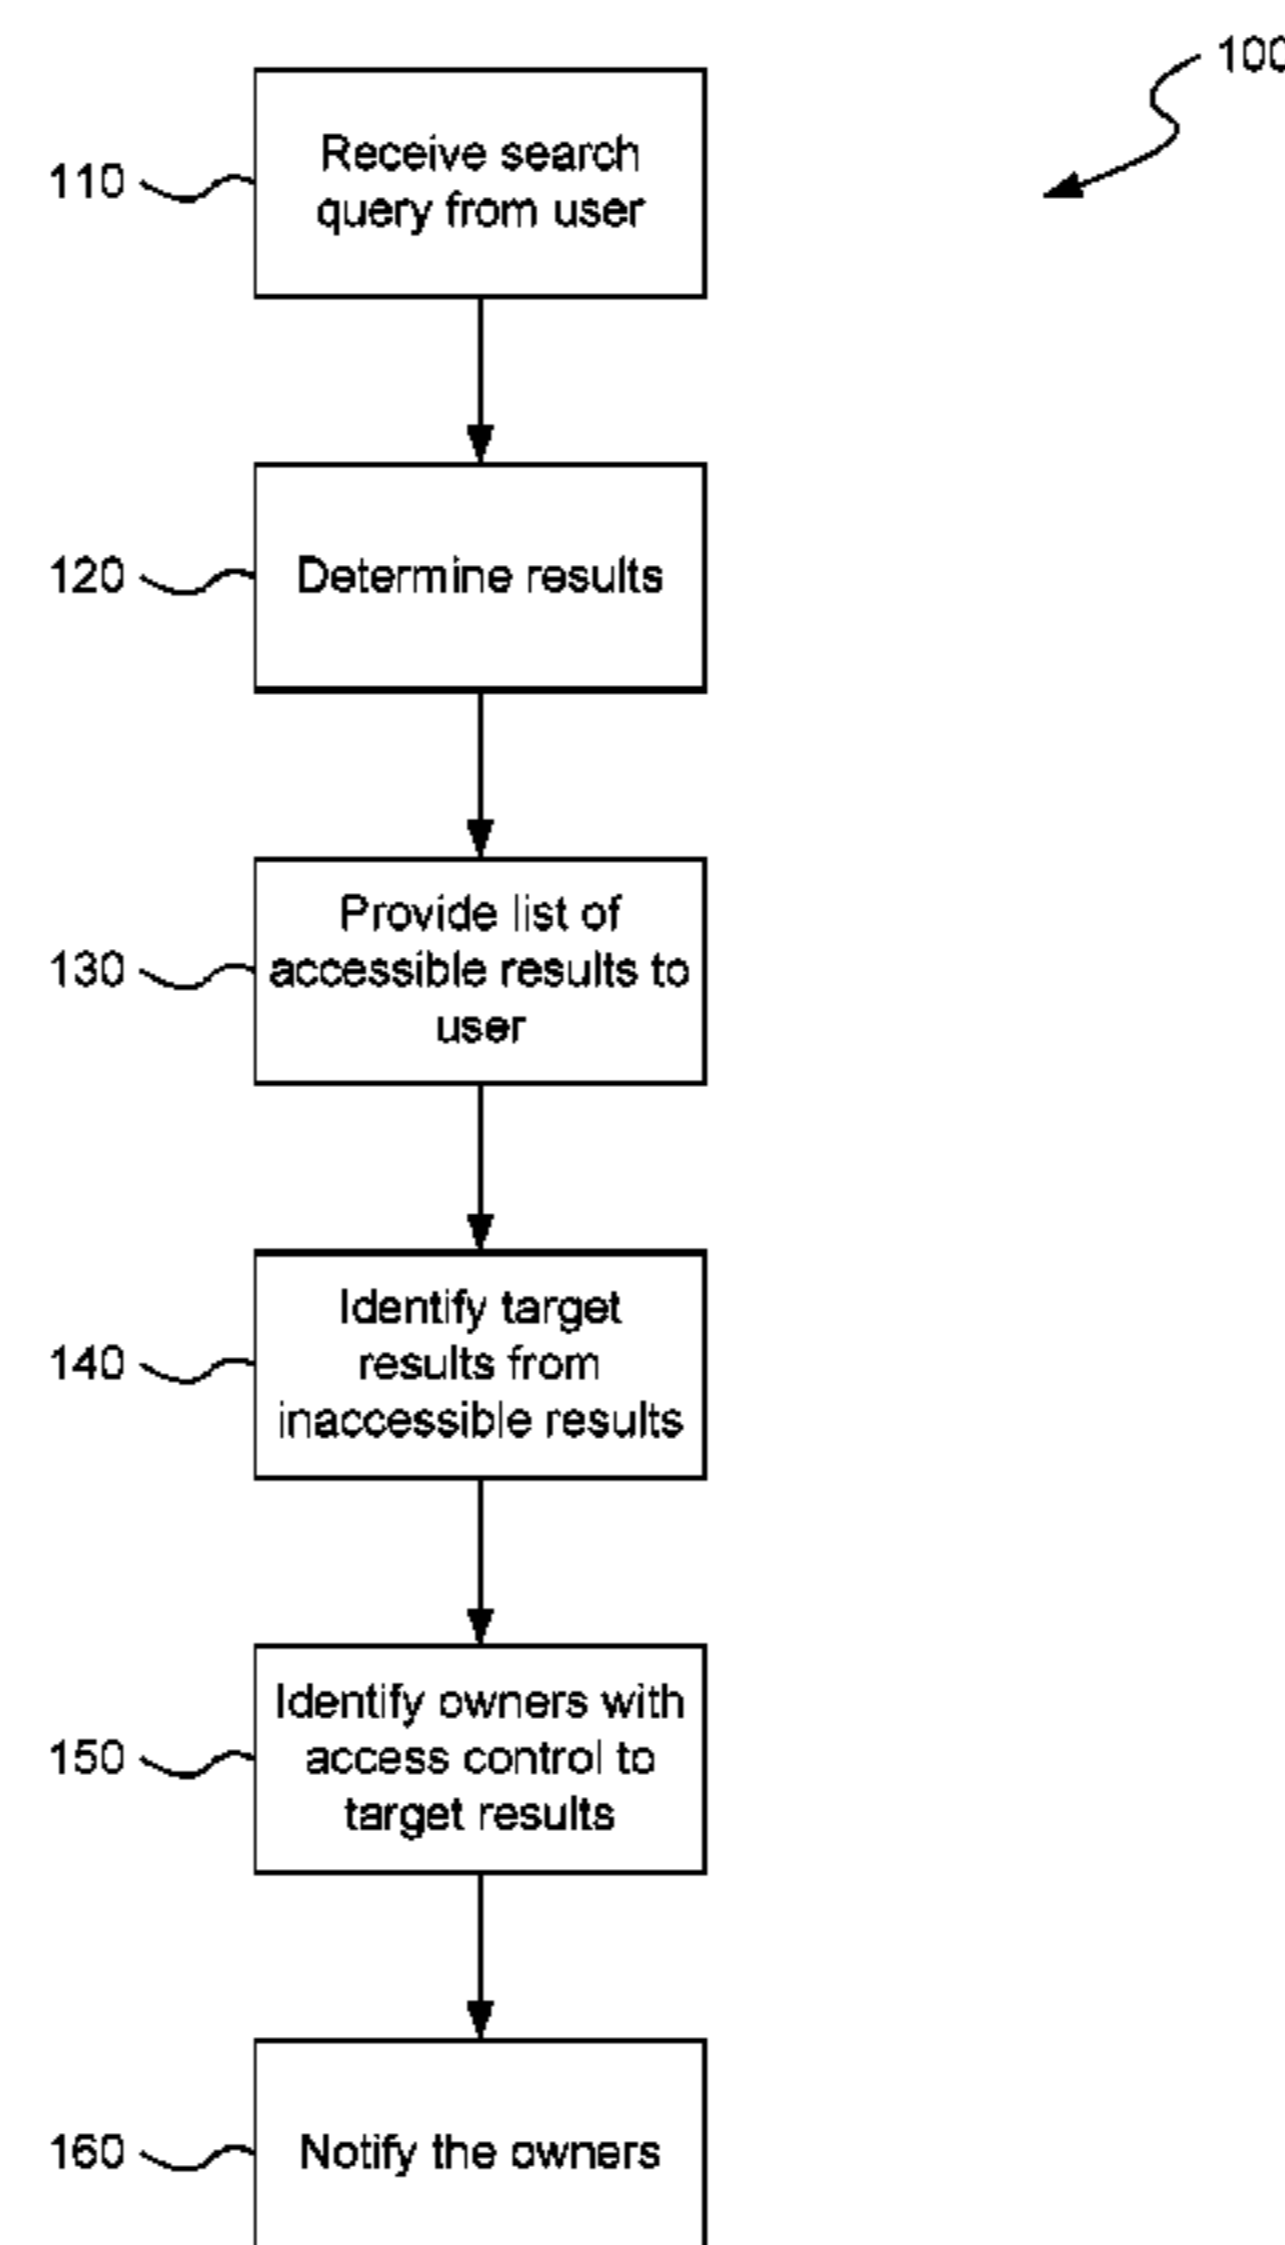 100
110
Receive search
query from user
120
Determine results
130
Provide list of
accessible results to
user
140
Identify target
results from
inaccessible results
150
Identify owners with
access control to
target results
160
Notify the owners